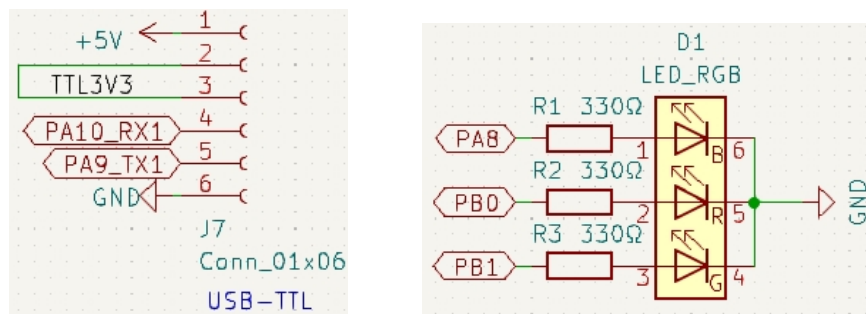 +5V 1
2
TTL3V3 3
PA10_RX1 4
PA9_TX1 5
GND 6
J7
Conn_01x06
USB-TTL
D1
LED_RGB
R1 330Ω
PA8 1 B 6
R2 330Ω
PB0 2 R 5 GND
R3 330Ω
PB1 3 G 4